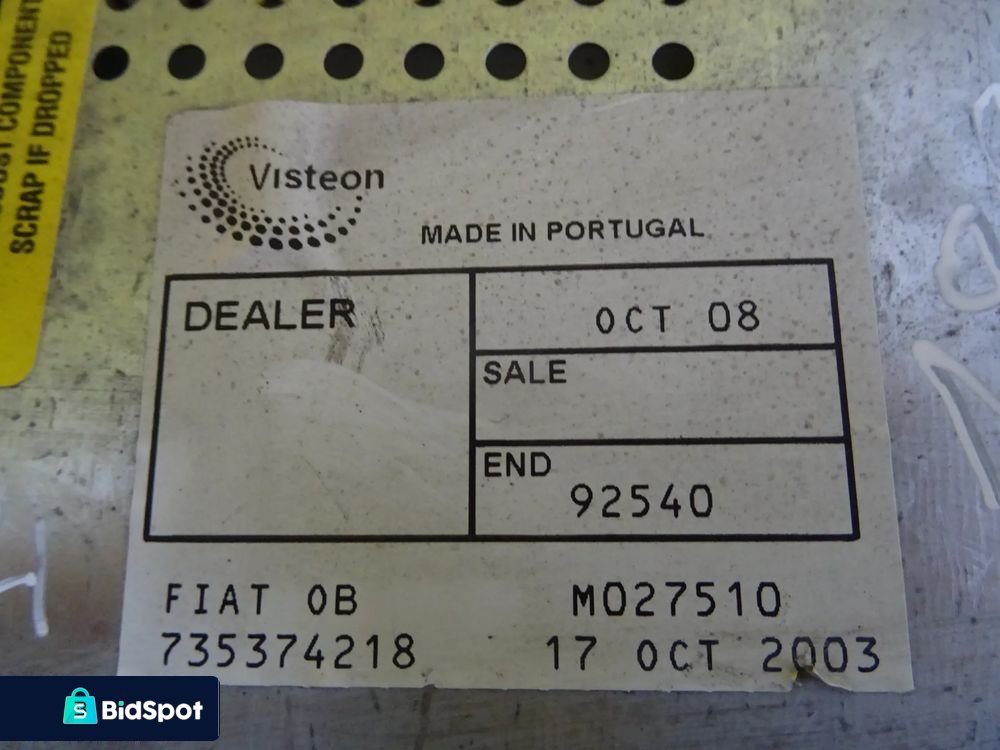 SCRAP IF DROPPED
Visteon
MADE IN PORTUGAL
DEALER
OCT 08
SALE
END
92540
FIAT 0B
M027510
735374218
17 OCT 2003
BidSpot